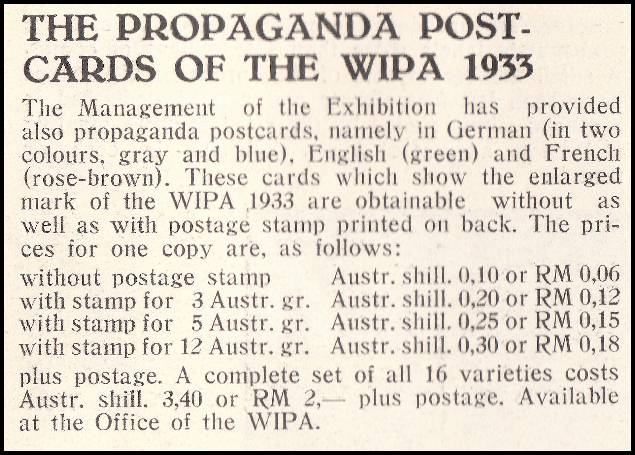 THE PROPAGANDA POST-
CARDS OF THE WIPA 1933
The Management of the Exhibition has provided
also propaganda postcards, namely in German (in two
colours, gray and blue), English (green) and French
(rose-brown). These cards which show the enlarged
mark of the WIPA 1933 are obtainable without as
well as with postage stamp printed on back. The pri-
ces for one copy are, as follows:
without postage stamp Austr. shill. 0,10 or RM 0,06
with stamp for 3 Austr. gr. Austr. shill. 0,20 or RM 0,12
with stamp for 5 Austr. gr. Austr. shill. 0,25 or RM 0,15
with stamp for 12 Austr. gr. Austr. shill. 0,30 or RM 0,18
plus postage. A complete set of all 16 varieties costs
Austr. shill. 3,40 or RM 2,— plus postage. Available
at the Office of the WIPA.